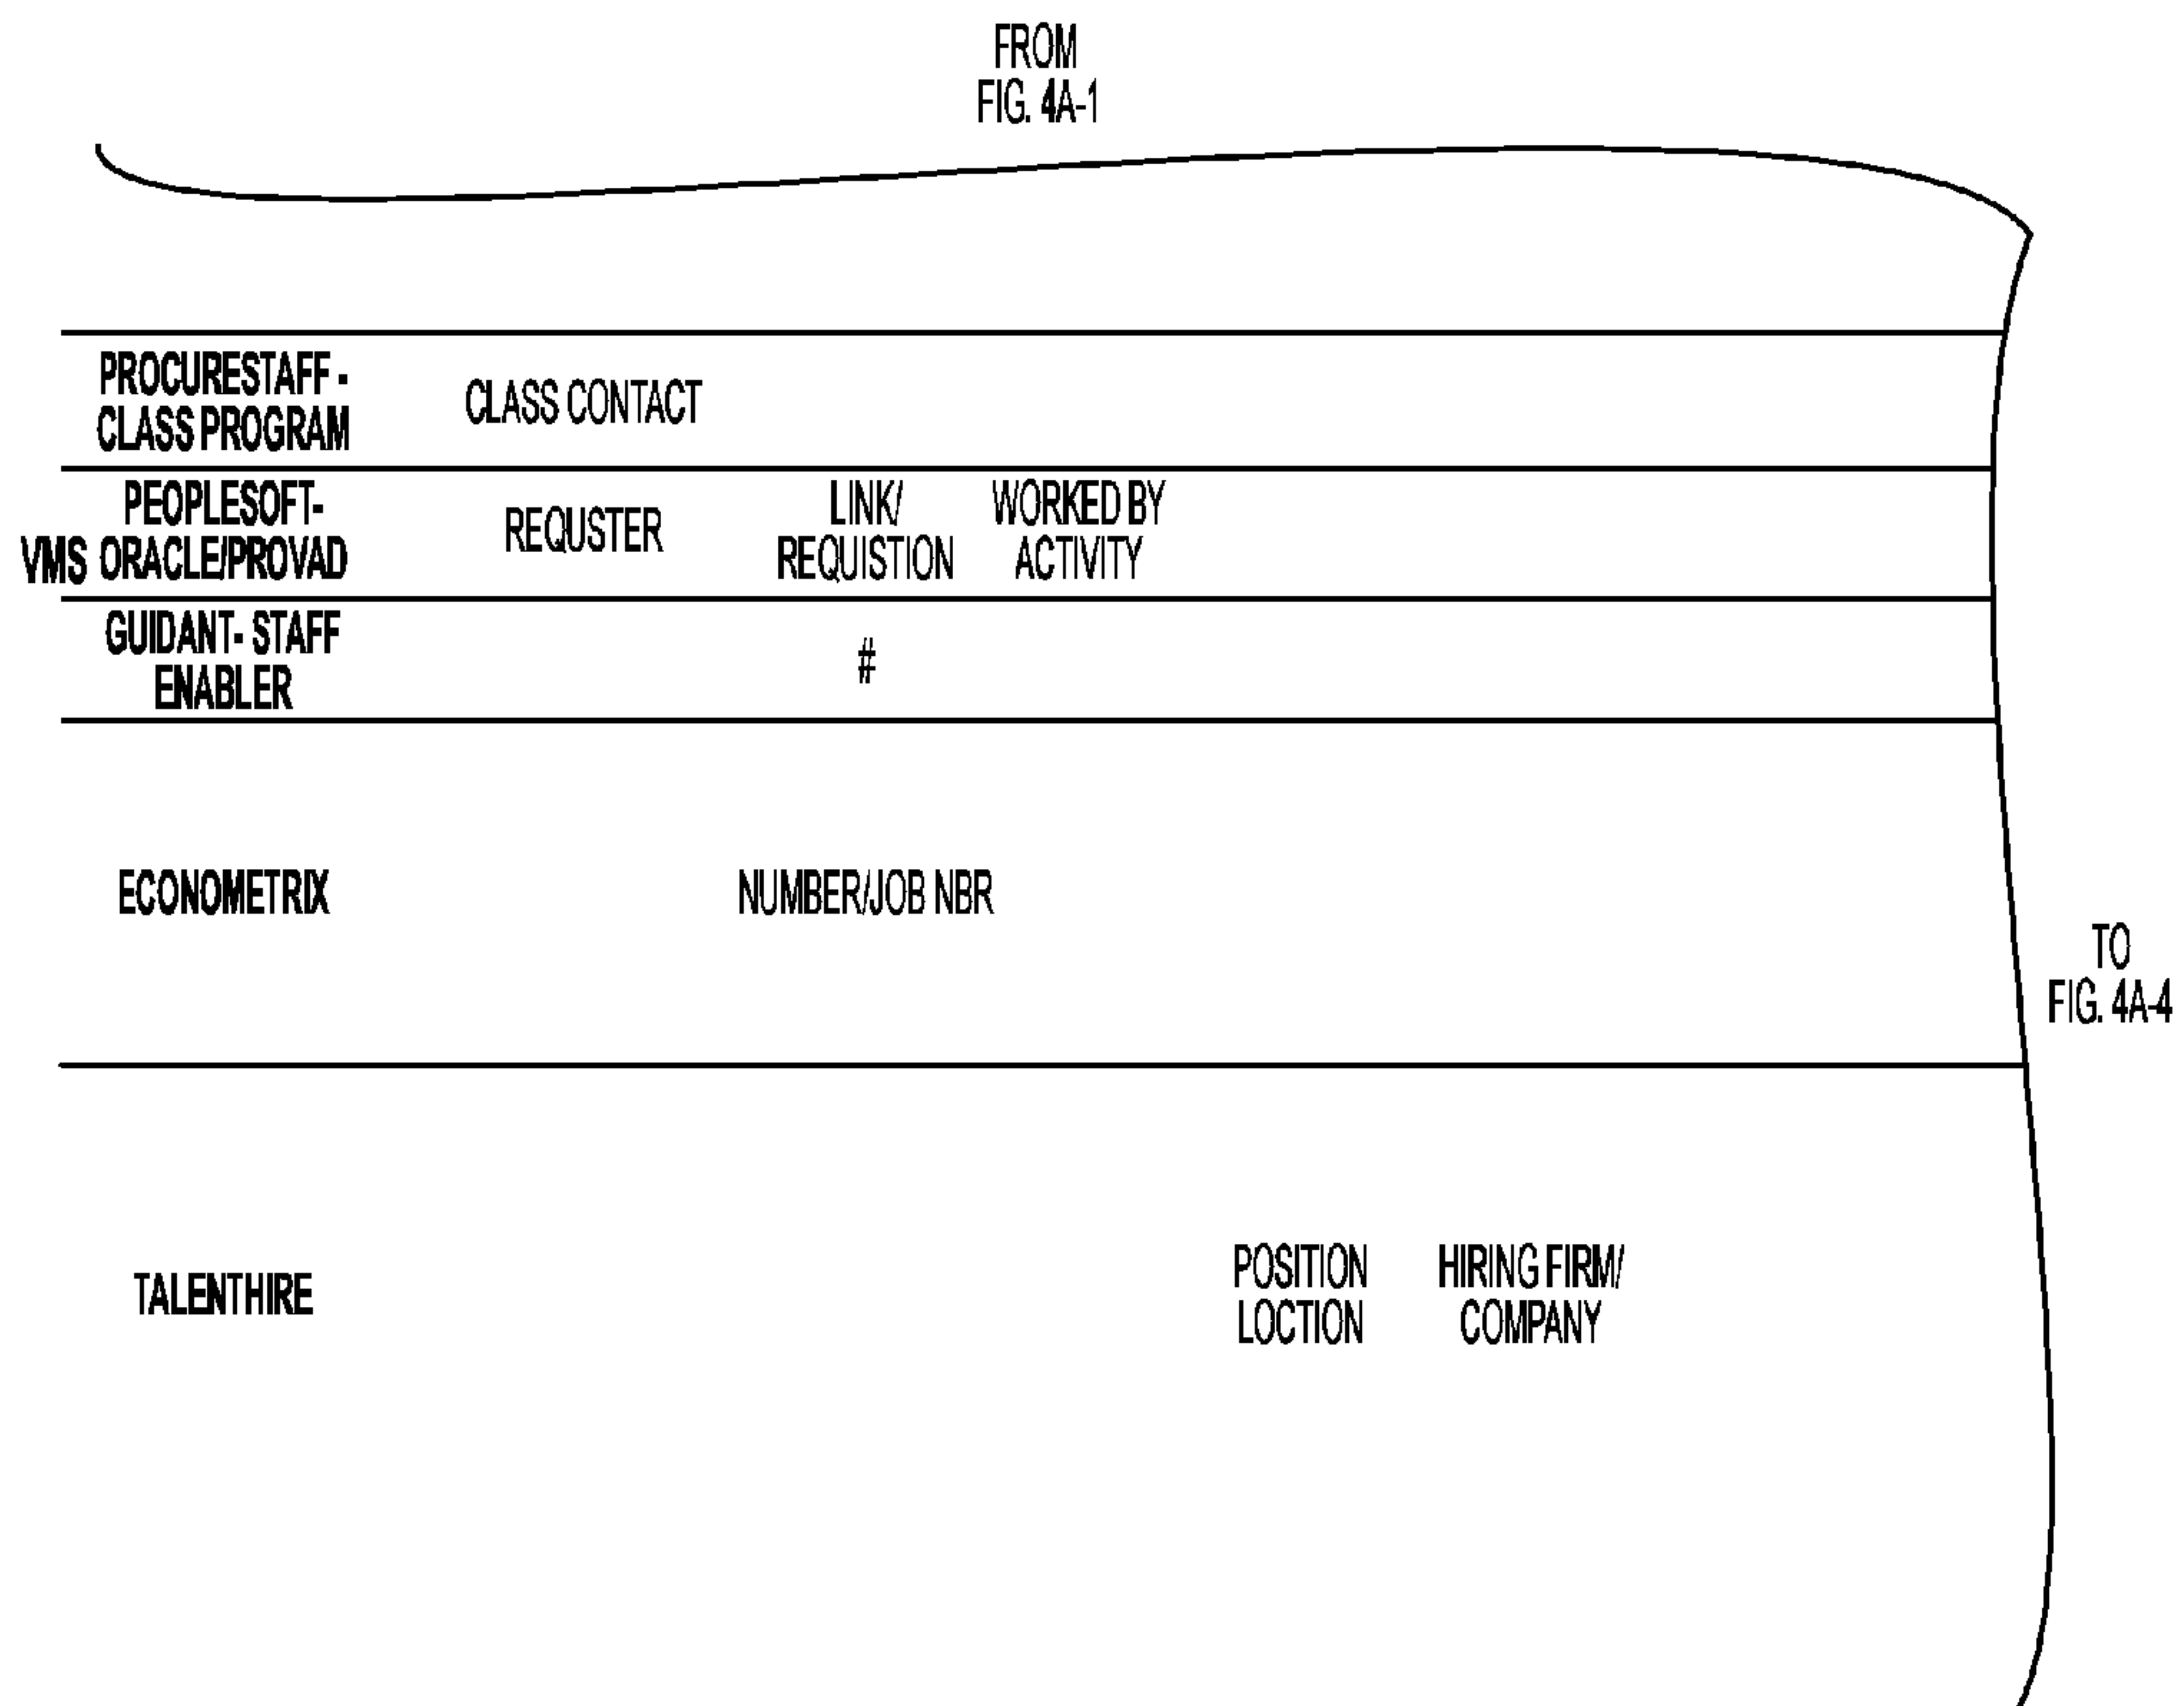 FROM
FIG. 4A-1
PROCURESTAFF -
CLASS PROGRAM
CLASS CONTACT
PEOPLESOFT-
VMS ORACLE/PROVAD
REQUSTER
LINK/
REQUISTION
WORKED BY
ACTIVITY
GUIDANT- STAFF
ENABLER
#
ECONOMETRIX
NUMBER/JOB NBR
TO
FIG. 4A-4
TALENTHIRE
POSITION
LOCTION
HIRING FIRM/
COMPANY